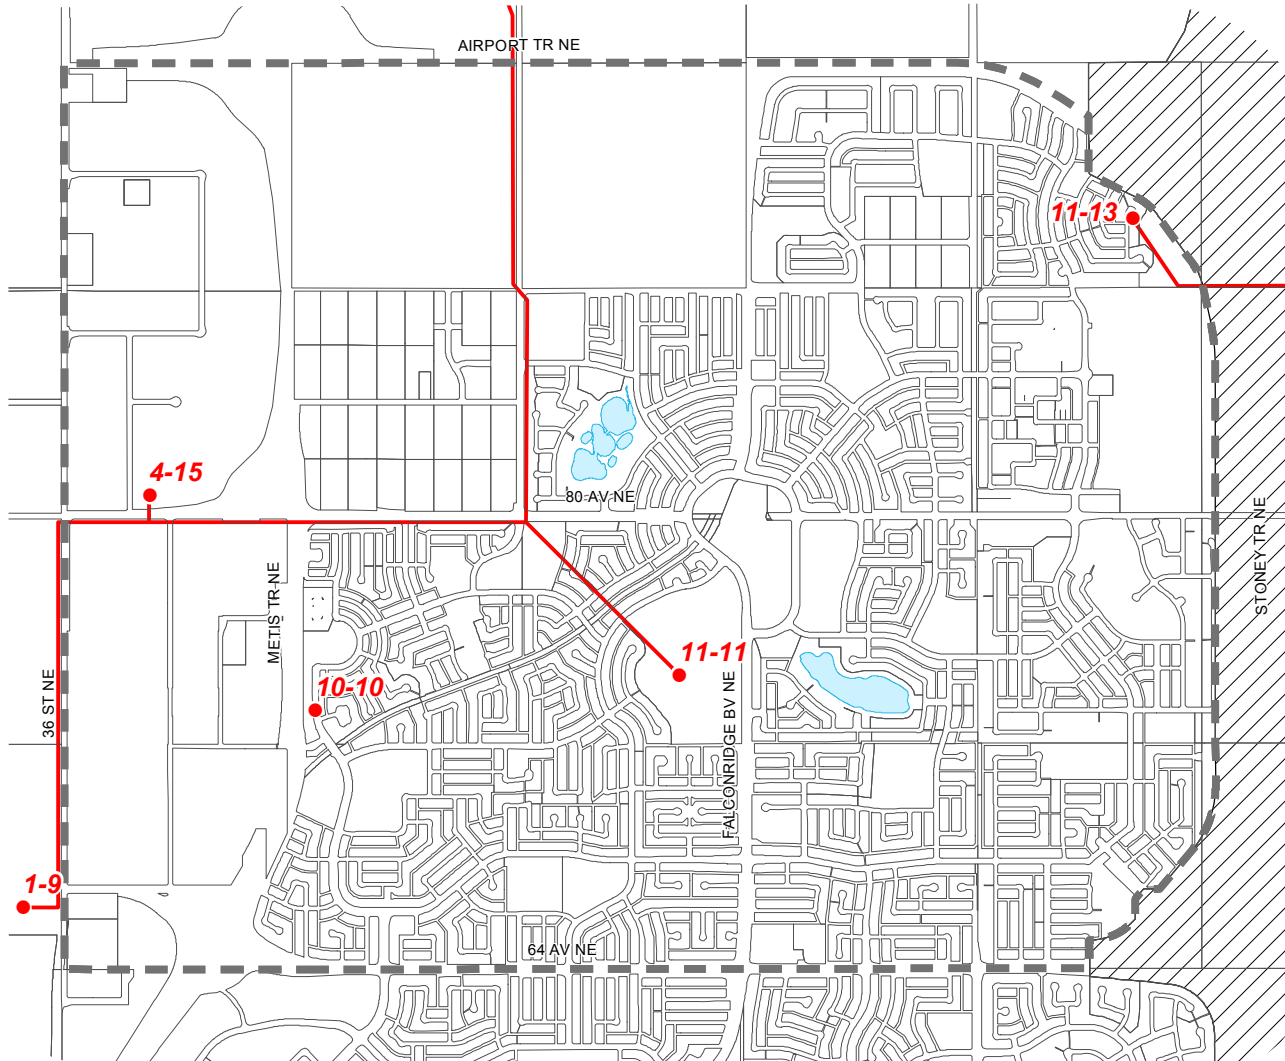 AIRPORT TR NE
11-13
4-15
80 AV NE
STONEY TR NE
METIS TR NE
11-11
10-10
36 ST NE
FALCONRIDGE BV NE
1-9
64 AV NE